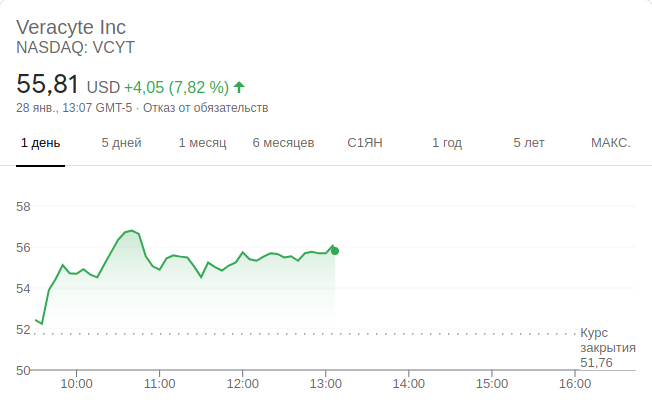 Veracyte Inc
NASDAQ: VCYT
55,81 USD +4,05 (7,82 %)
28 янв., 13:07 GMT-5 · Отказ от обязательств
1 день 5 дней 1 месяц 6 месяцев С1ЯН 1 год 5 лет МАКС.
58
56
54
52
50
Курс
закрытия
51,76
10:00 11:00 12:00 13:00 14:00 15:00 16:00